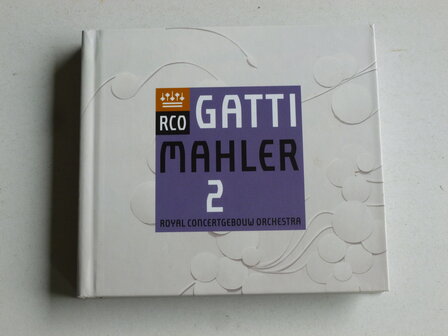 RCO GATTI
MAHLER
2
ROYAL CONCERTGEBOUW ORCHESTRA